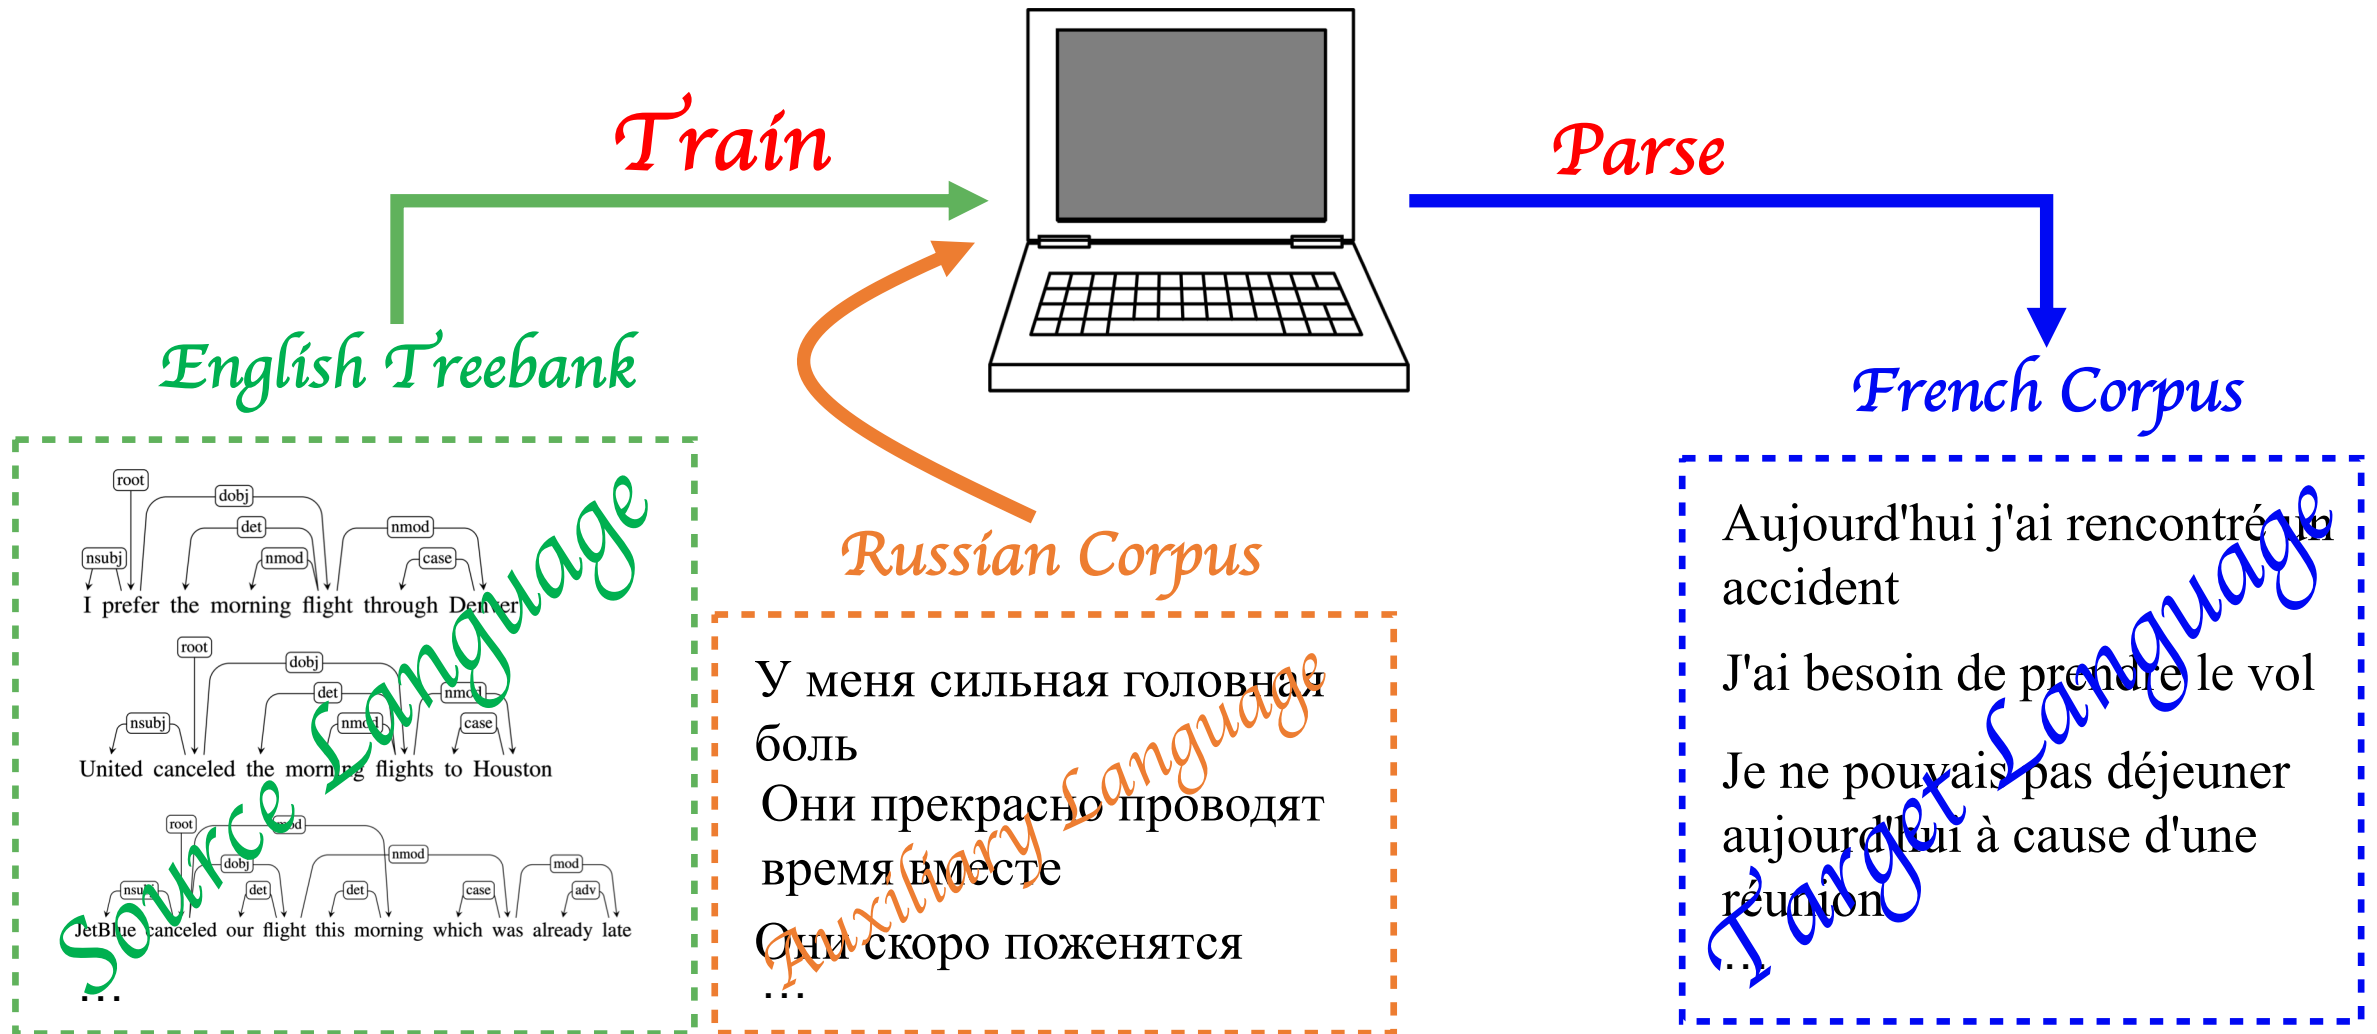 Train
Parse
English Treebank
root
dobj
det
nmod
nsubj
nmod
case
I prefer the morning flight through Denver
root
dobj
det
nmod
nsubj
nmod
case
United canceled the morning flights to Houston
root
nmod
dobj
nmod
mod
nsubj
det
det
case
adv
JetBlue canceled our flight this morning which was already late
...
Source Language
Russian Corpus
У меня сильная головная
боль
Они прекрасно проводят
время вместе
Они скоро поженятся
...
Auxiliary Language
French Corpus
Aujourd'hui j'ai rencontré un
accident
J'ai besoin de prendre le vol
Je ne pouvais pas déjeuner
aujourd'hui à cause d'une
réunion
...
Target Language